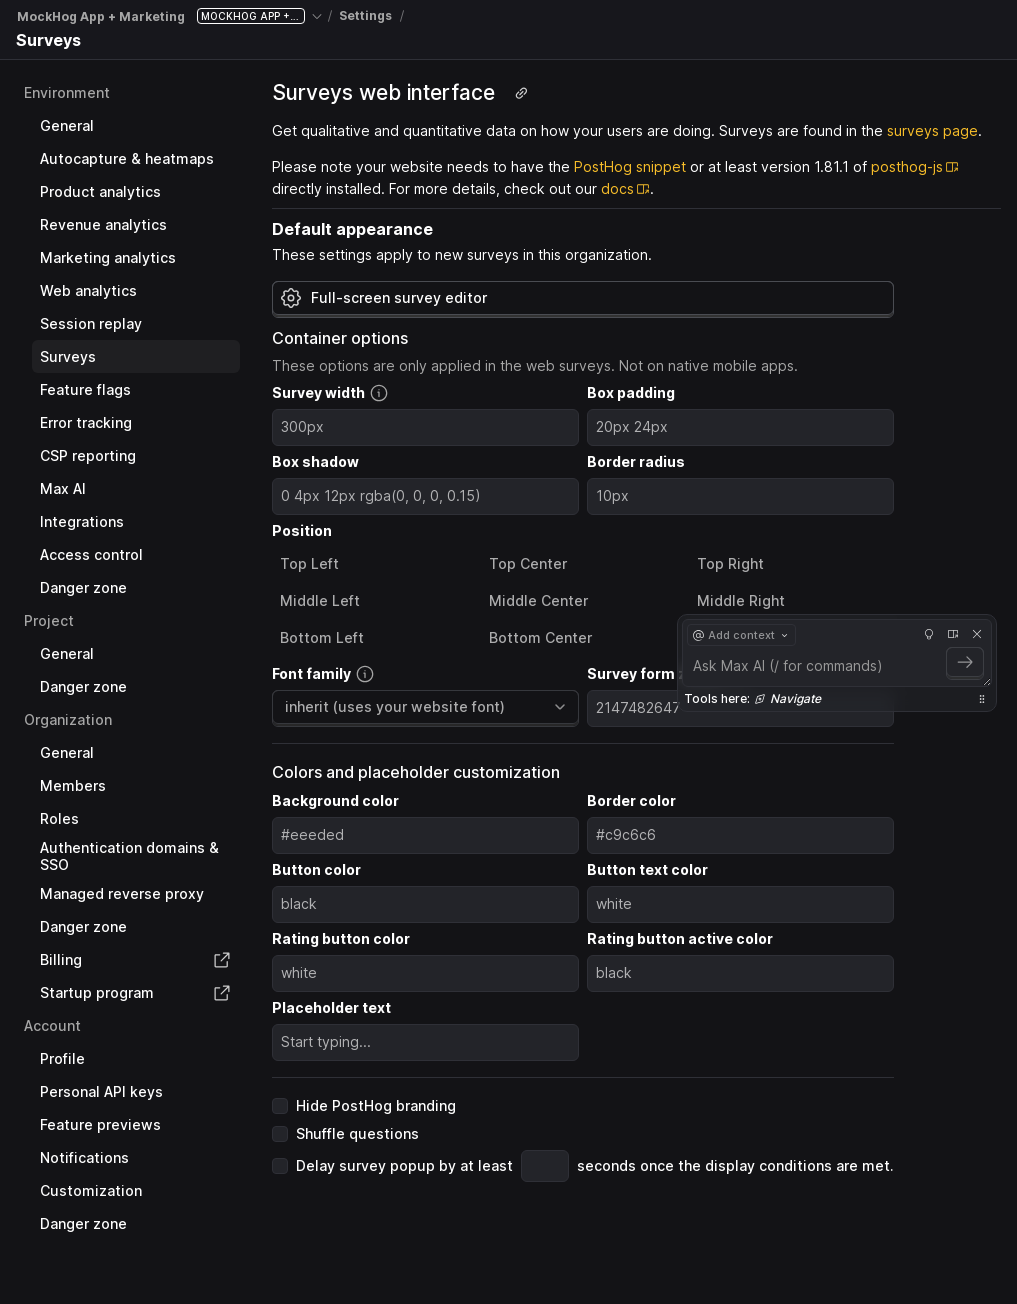 MockHog App + Marketing MOCKHOG APP +... / Settings /
Surveys
Environment
General
Autocapture & heatmaps
Product analytics
Revenue analytics
Marketing analytics
Web analytics
Session replay
Surveys
Feature flags
Error tracking
CSP reporting
Max AI
Integrations
Access control
Danger zone
Project
General
Danger zone
Organization
General
Members
Roles
Authentication domains &
SSO
Managed reverse proxy
Danger zone
Billing
Startup program
Account
Profile
Personal API keys
Feature previews
Notifications
Customization
Danger zone
Surveys web interface
Get qualitative and quantitative data on how your users are doing. Surveys are found in the surveys page.
Please note your website needs to have the PostHog snippet or at least version 1.81.1 of posthog-js
directly installed. For more details, check out our docs.
Default appearance
These settings apply to new surveys in this organization.
Full-screen survey editor
Container options
These options are only applied in the web surveys. Not on native mobile apps.
Survey width Box padding
300px 20px 24px
Box shadow Border radius
0 4px 12px rgba(0, 0, 0, 0.15) 10px
Position
Top Left Top Center Top Right
Middle Left Middle Center Middle Right
Bottom Left Bottom Center
Font family Survey form
inherit (uses your website font) 2147482647
@ Add context
Ask Max AI (/ for commands)
Tools here: Navigate
Colors and placeholder customization
Background color Border color
#eeeded #c9c6c6
Button color Button text color
black white
Rating button color Rating button active color
white black
Placeholder text
Start typing...
Hide PostHog branding
Shuffle questions
Delay survey popup by at least seconds once the display conditions are met.